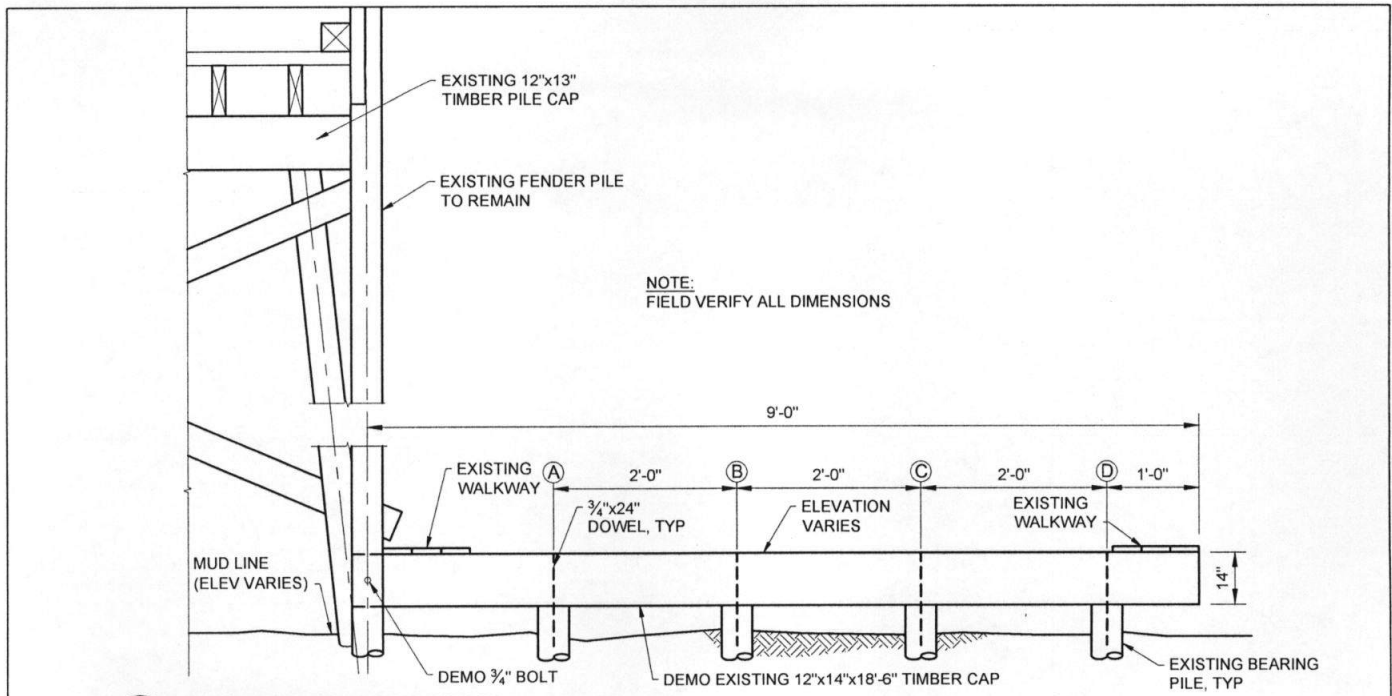 EXISTING 12"x13"
TIMBER PILE CAP
EXISTING FENDER PILE
TO REMAIN
NOTE:
FIELD VERIFY ALL DIMENSIONS
9'-0"
EXISTING
WALKWAY
A
2'-0"
B
2'-0"
C
2'-0"
D
1'-0"
¾"x24"
DOWEL, TYP
ELEVATION
VARIES
EXISTING
WALKWAY
MUD LINE
(ELEV VARIES)
14"
DEMO ¾" BOLT
DEMO EXISTING 12"x14"x18'-6" TIMBER CAP
EXISTING BEARING
PILE, TYP